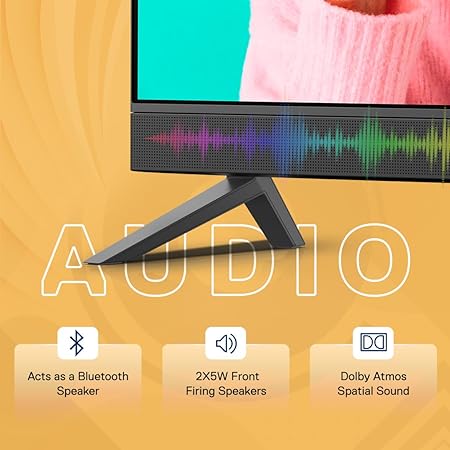 AUDIO
Acts as a Bluetooth
Speaker
2X5W Front
Firing Speakers
Dolby Atmos
Spatial Sound